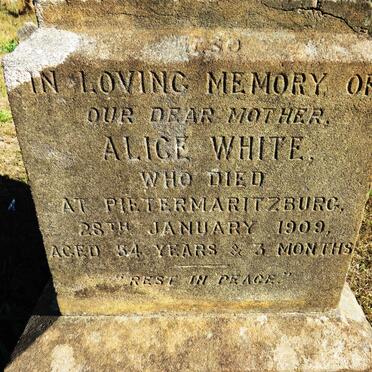 ALSO
IN LOVING MEMORY OF
OUR DEAR MOTHER,
ALICE WHITE,
WHO DIED
AT PIETERMARITZBURG,
28TH JANUARY 1909,
AGED 54 YEARS & 3 MONTHS
"REST IN PEACE."